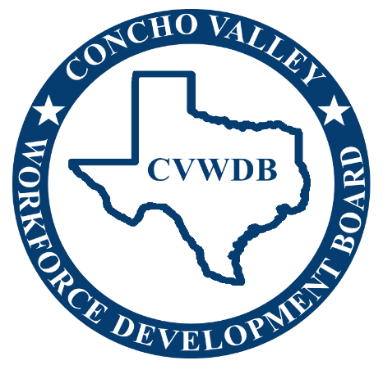 CONCHO VALLEY
CVWDB
WORKFORCE DEVELOPMENT BOARD